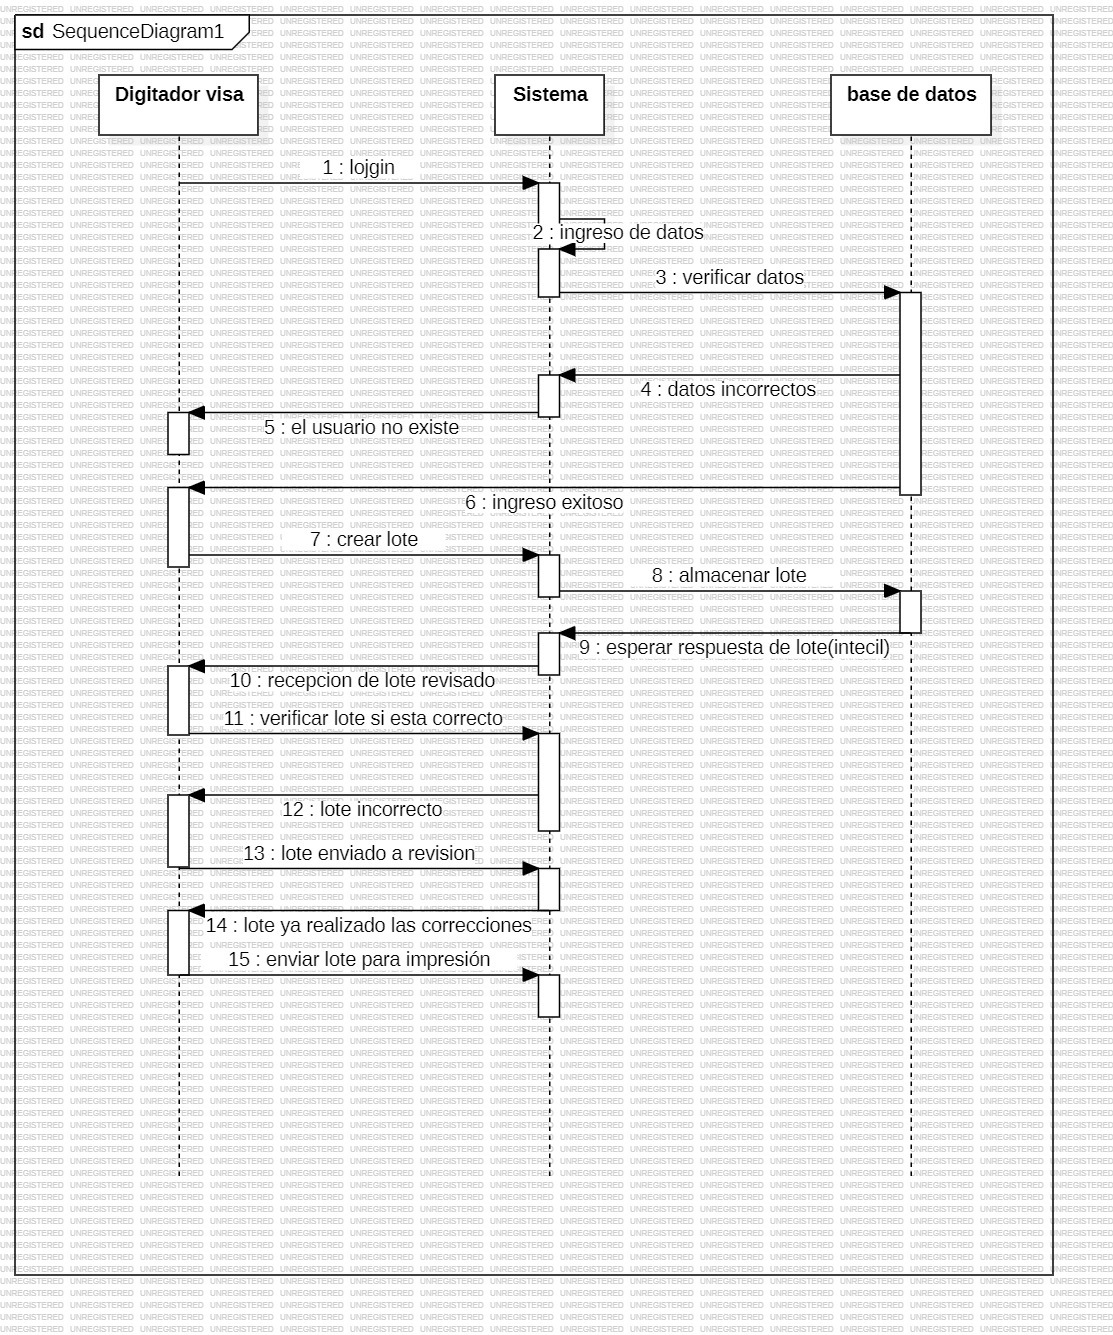 sd SequenceDiagram1
Digitador visa
Sistema
base de datos
1 : lojgin
2 : ingreso de datos
3 : verificar datos
4 : datos incorrectos
5 : el usuario no existe
6 : ingreso exitoso
7 : crear lote
8 : almacenar lote
9 : esperar respuesta de lote(intecil)
10 : recepcion de lote revisado
11 : verificar lote si esta correcto
12 : lote incorrecto
13 : lote enviado a revision
14 : lote ya realizado las correcciones
15 : enviar lote para impresión
UNREGISTERED